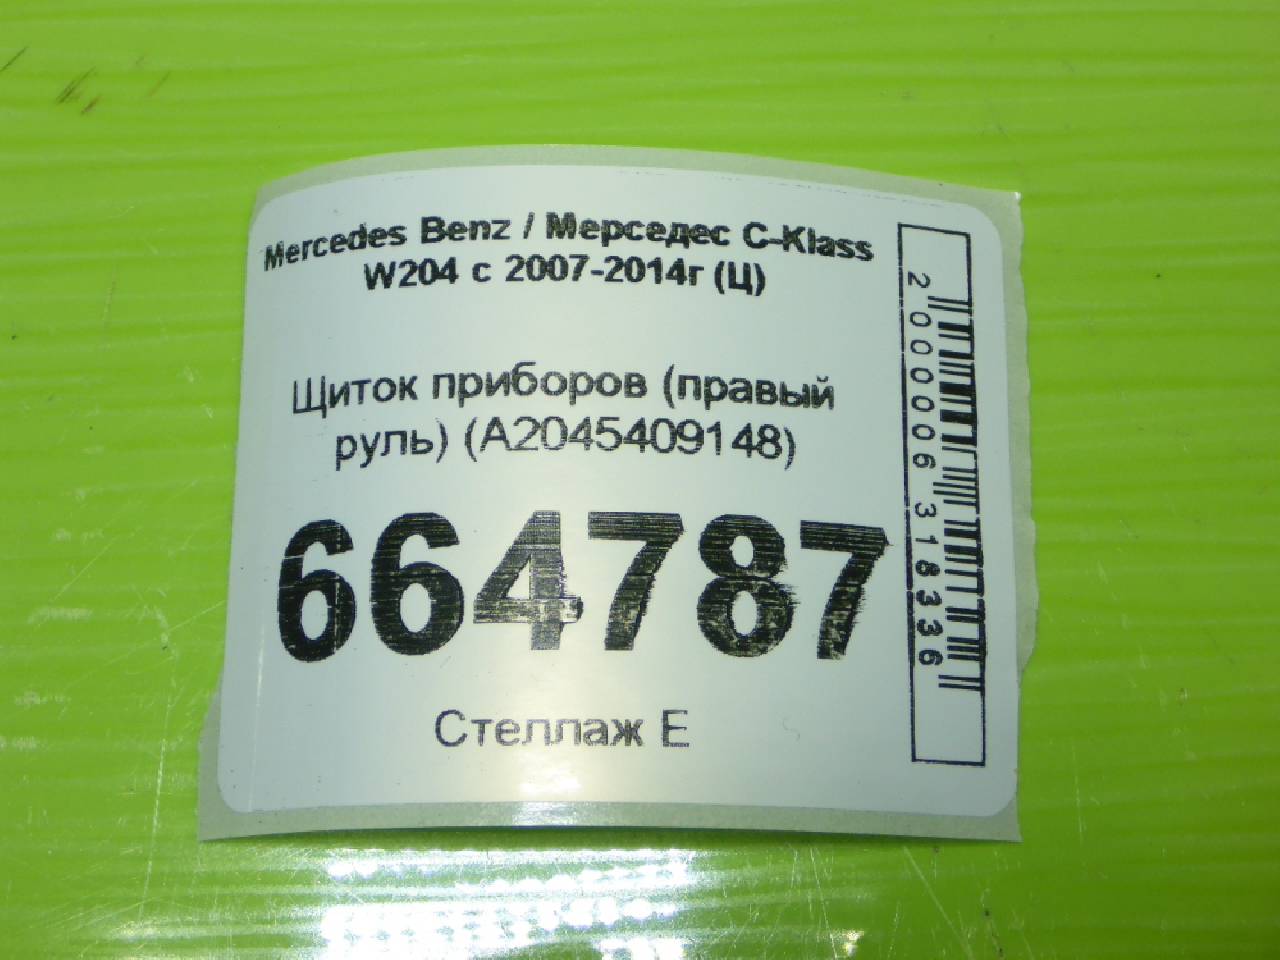 Mercedes Benz / Мерседес C-Klass
W204 с 2007-2014г (Ц)
Щиток приборов (правый
руль) (A2045409148)
664787
Стеллаж E
2000006318336